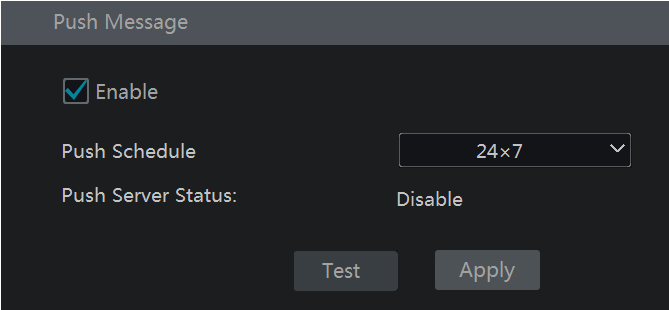 Push Message
Enable
Push Schedule 24×7
Push Server Status: Disable
Test Apply